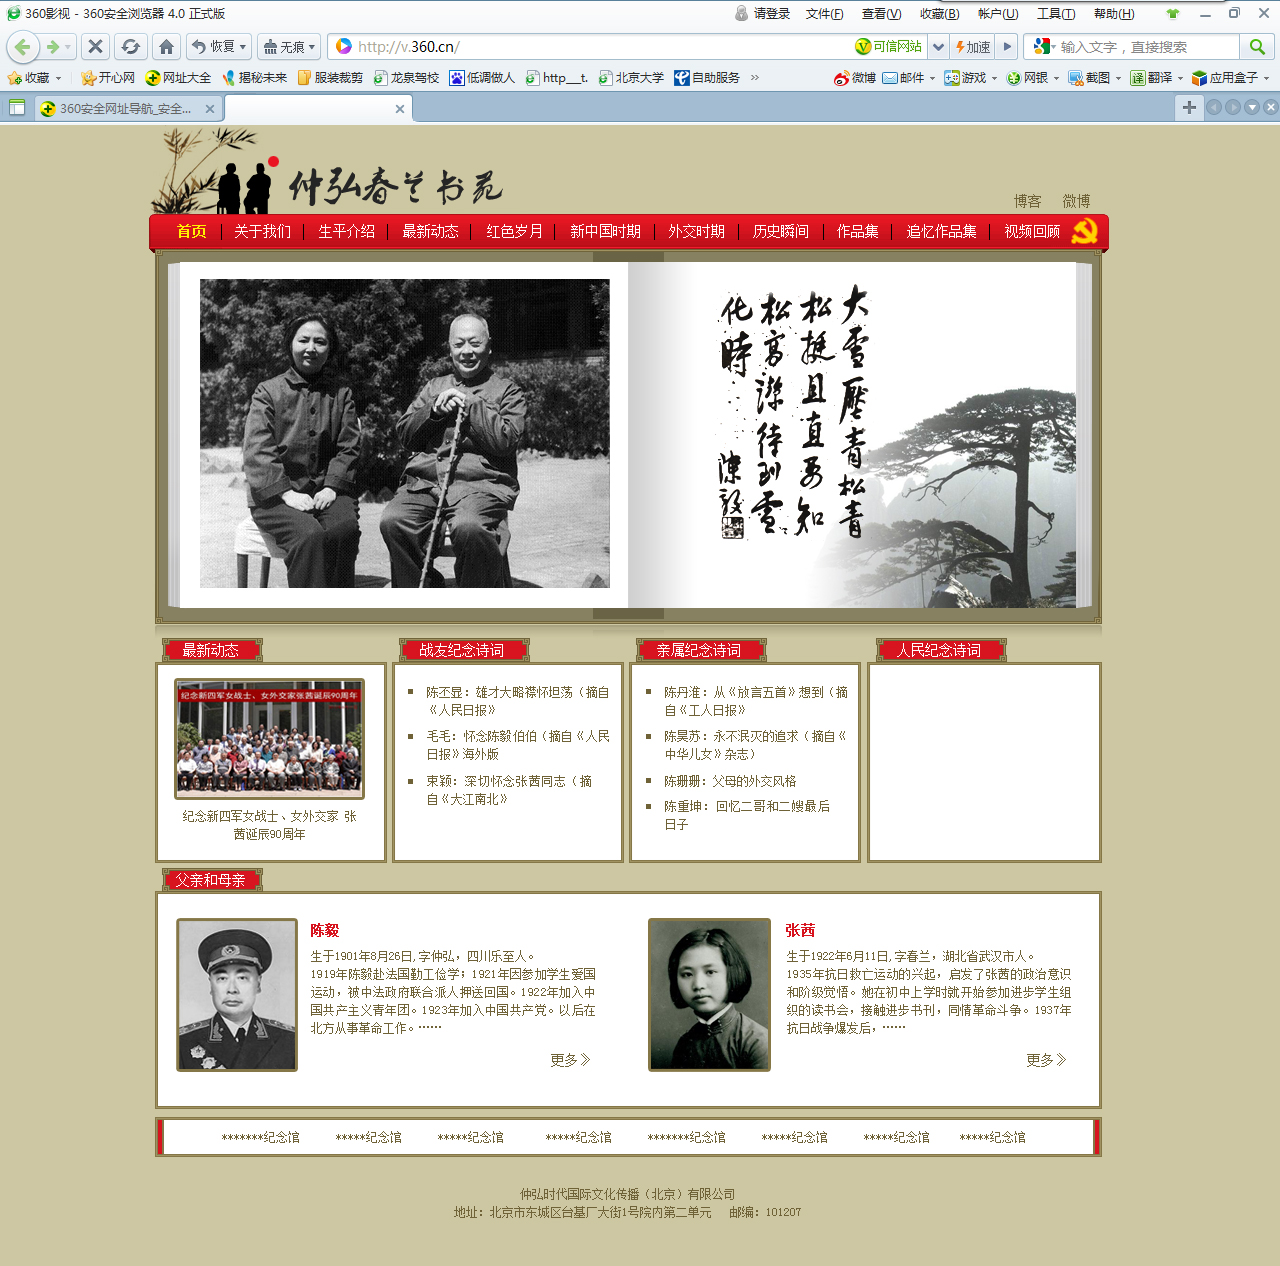 360影视 - 360安全浏览器 4.0 正式版
请登录 文件(F) 查看(V) 收藏(B) 帐户(U) 工具(T) 帮助(H)
恢复 无痕 http://v.360.cn/ 可信网站 加速 输入文字，直接搜索
收藏 开心网 网址大全 揭秘未来 服装裁剪 龙泉驾校 低调做人 http__t. 北京大学 自助服务 » 微博 邮件 游戏 网银 截图 翻译 应用盒子
360安全网址导航_安全...
仲弘春兰书苑
博客 微博
首页 关于我们 生平介绍 最新动态 红色岁月 新中国时期 外交时期 历史瞬间 作品集 追忆作品集 视频回顾
大雪壓青松青
松挺且直要知
松高潔待到雪
化時
陳毅
最新动态
纪念新四军女战士、女外交家张茜诞辰90周年
纪念新四军女战士、女外交家 张
茜诞辰90周年
战友纪念诗词
陈丕显：雄才大略襟怀坦荡（摘自
《人民日报》
毛毛：怀念陈毅伯伯（摘自《人民
日报》海外版
束颖：深切怀念张茜同志（摘
自《大江南北》
亲属纪念诗词
陈丹淮：从《放言五首》想到（摘
自《工人日报》
陈昊苏：永不泯灭的追求（摘自《
中华儿女》杂志）
陈珊珊：父母的外交风格
陈重坤：回忆二哥和二嫂最后
日子
人民纪念诗词
父亲和母亲
陈毅
生于1901年8月26日,字仲弘，四川乐至人。
1919年陈毅赴法国勤工俭学；1921年因参加学生爱国
运动，被中法政府联合派人押送回国。1922年加入中
国共产主义青年团。1923年加入中国共产党。以后在
北方从事革命工作。……
更多》
张茜
生于1922年6月11日,字春兰，湖北省武汉市人。
1935年抗日救亡运动的兴起，启发了张茜的政治意识
和阶级觉悟。她在初中上学时就开始参加进步学生组
织的读书会，接触进步书刊，同情革命斗争。1937年
抗日战争爆发后，……
更多》
*******纪念馆 *****纪念馆 *****纪念馆 *****纪念馆 *******纪念馆 *****纪念馆 *****纪念馆 *****纪念馆
仲弘时代国际文化传播（北京）有限公司
地址：北京市东城区台基厂大街1号院内第二单元 邮编：101207